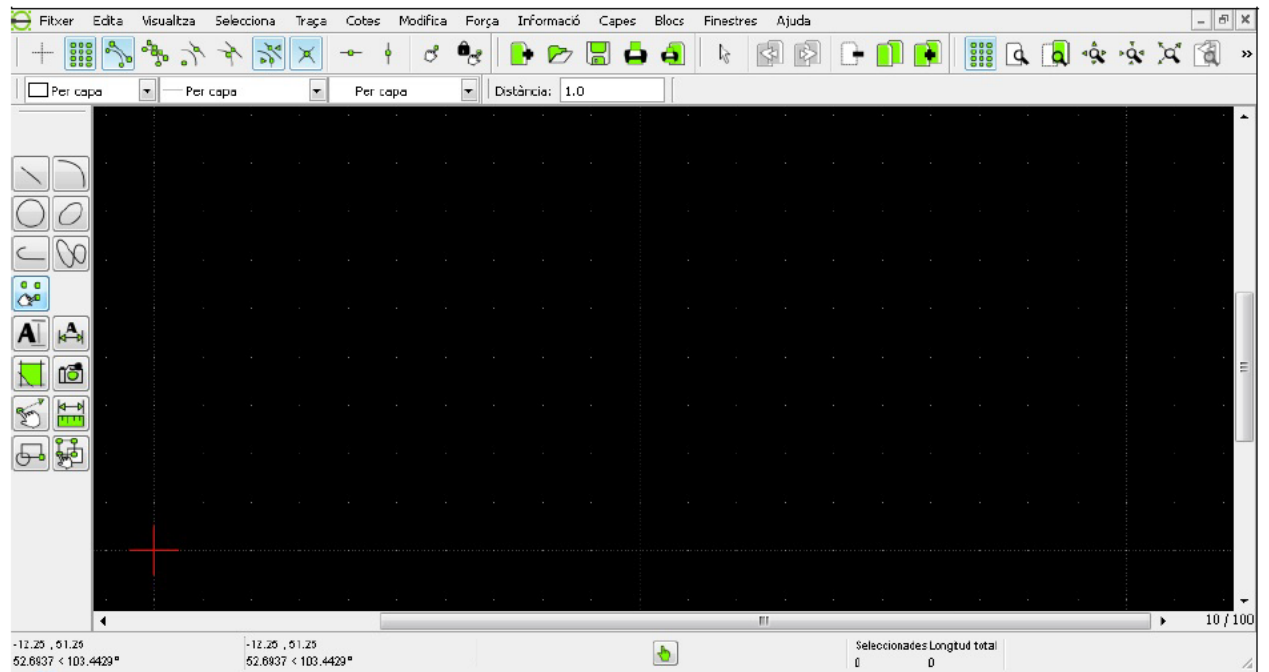 Fitxer Edita Visualitza Selecciona Traça Cotes Modifica Força Informació Capes Blocs Finestres Ajuda
Per capa Per capa Per capa Distància: 1.0
A A
10 / 100
-12.25 , 51.25 -12.25 , 51.25 Seleccionades Longitud total
52.6937 < 103.4429° 52.6937 < 103.4429° 0 0